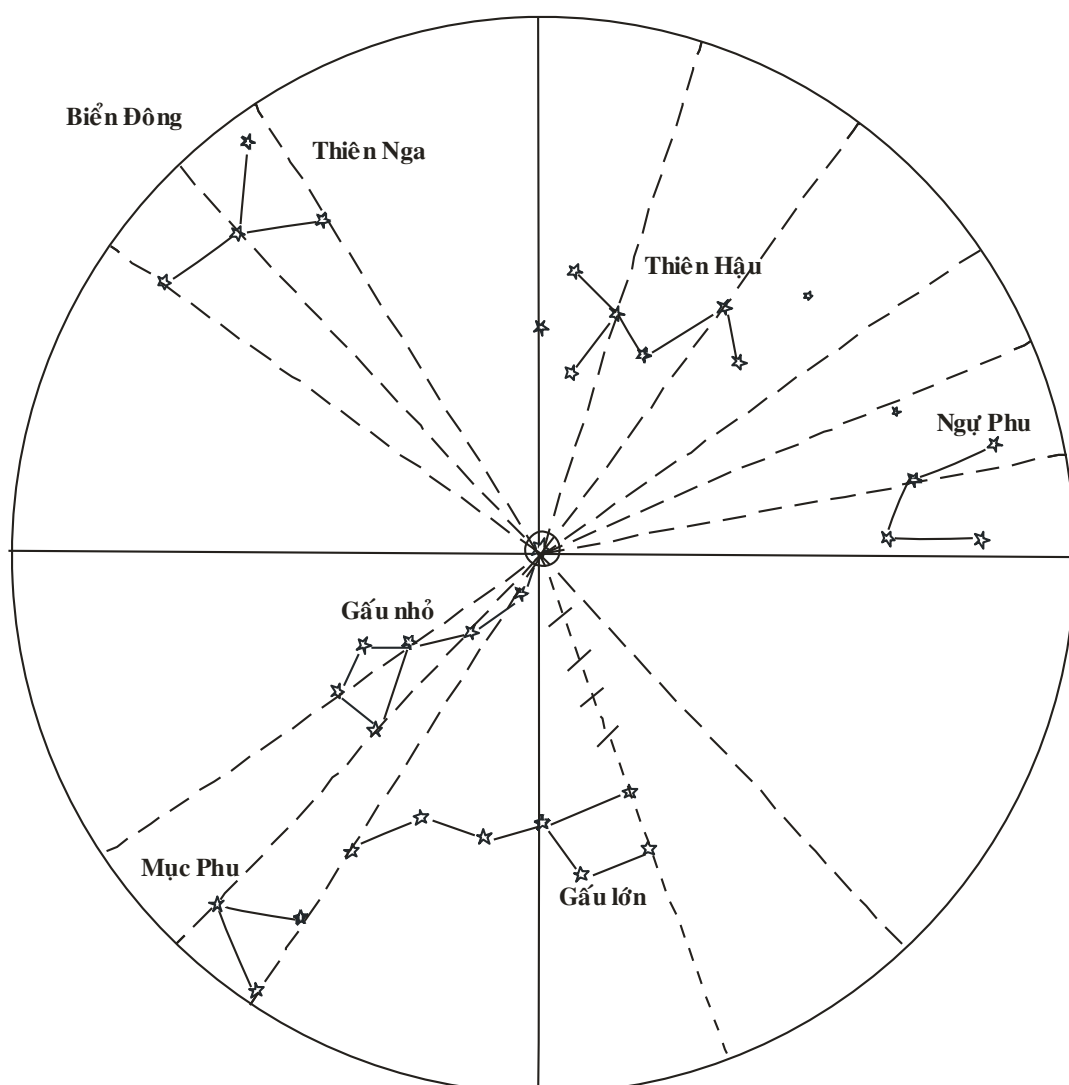 Biển Đông
Thiên Nga
Thiên Hậu
Ngự Phu
Gấu nhỏ
Mục Phu
Gấu lớn